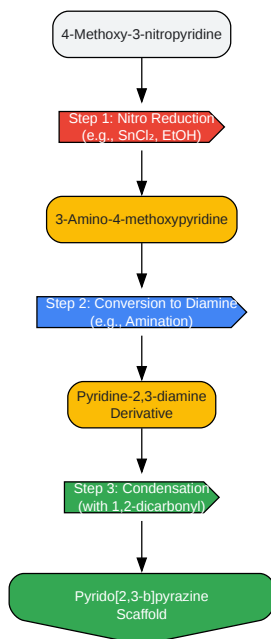 4-Methoxy-3-nitropyridine
Step 1: Nitro Reduction
(e.g., SnCl₂, EtOH)
3-Amino-4-methoxypyridine
Step 2: Conversion to Diamine
(e.g., Amination)
Pyridine-2,3-diamine
Derivative
Step 3: Condensation
(with 1,2-dicarbonyl)
Pyrido[2,3-b]pyrazine
Scaffold